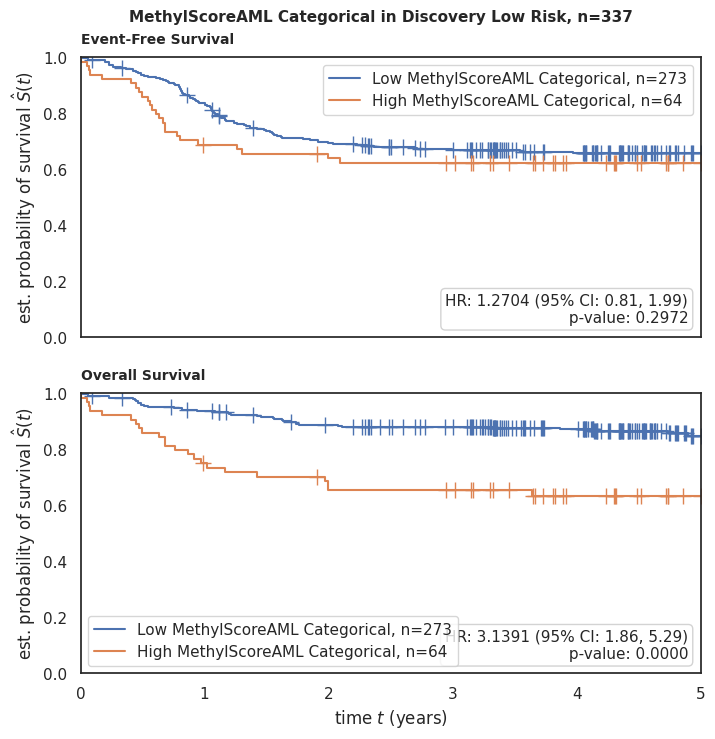 MethylScoreAML Categorical in Discovery Low Risk, n=337
Event-Free Survival
1.0
0.8
0.6
0.4
0.2
0.0
est. probability of survival Ŝ(t)
Low MethylScoreAML Categorical, n=273
High MethylScoreAML Categorical, n=64
HR: 1.2704 (95% CI: 0.81, 1.99)
p-value: 0.2972
Overall Survival
1.0
0.8
0.6
0.4
0.2
0.0
est. probability of survival Ŝ(t)
Low MethylScoreAML Categorical, n=273
High MethylScoreAML Categorical, n=64
HR: 3.1391 (95% CI: 1.86, 5.29)
p-value: 0.0000
0 1 2 3 4 5
time t (years)